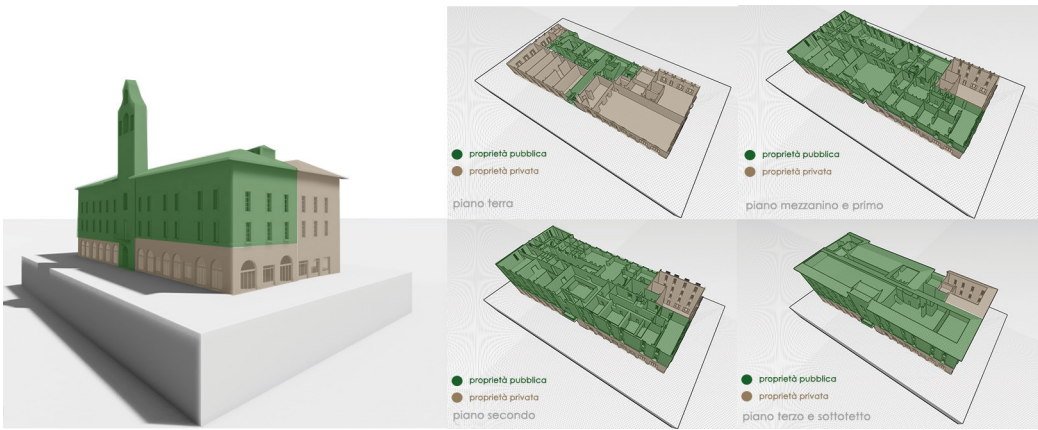 proprietà pubblica
proprietà privata
piano terra
proprietà pubblica
proprietà privata
piano mezzanino e primo
proprietà pubblica
proprietà privata
piano secondo
proprietà pubblica
proprietà privata
piano terzo e sottotetto